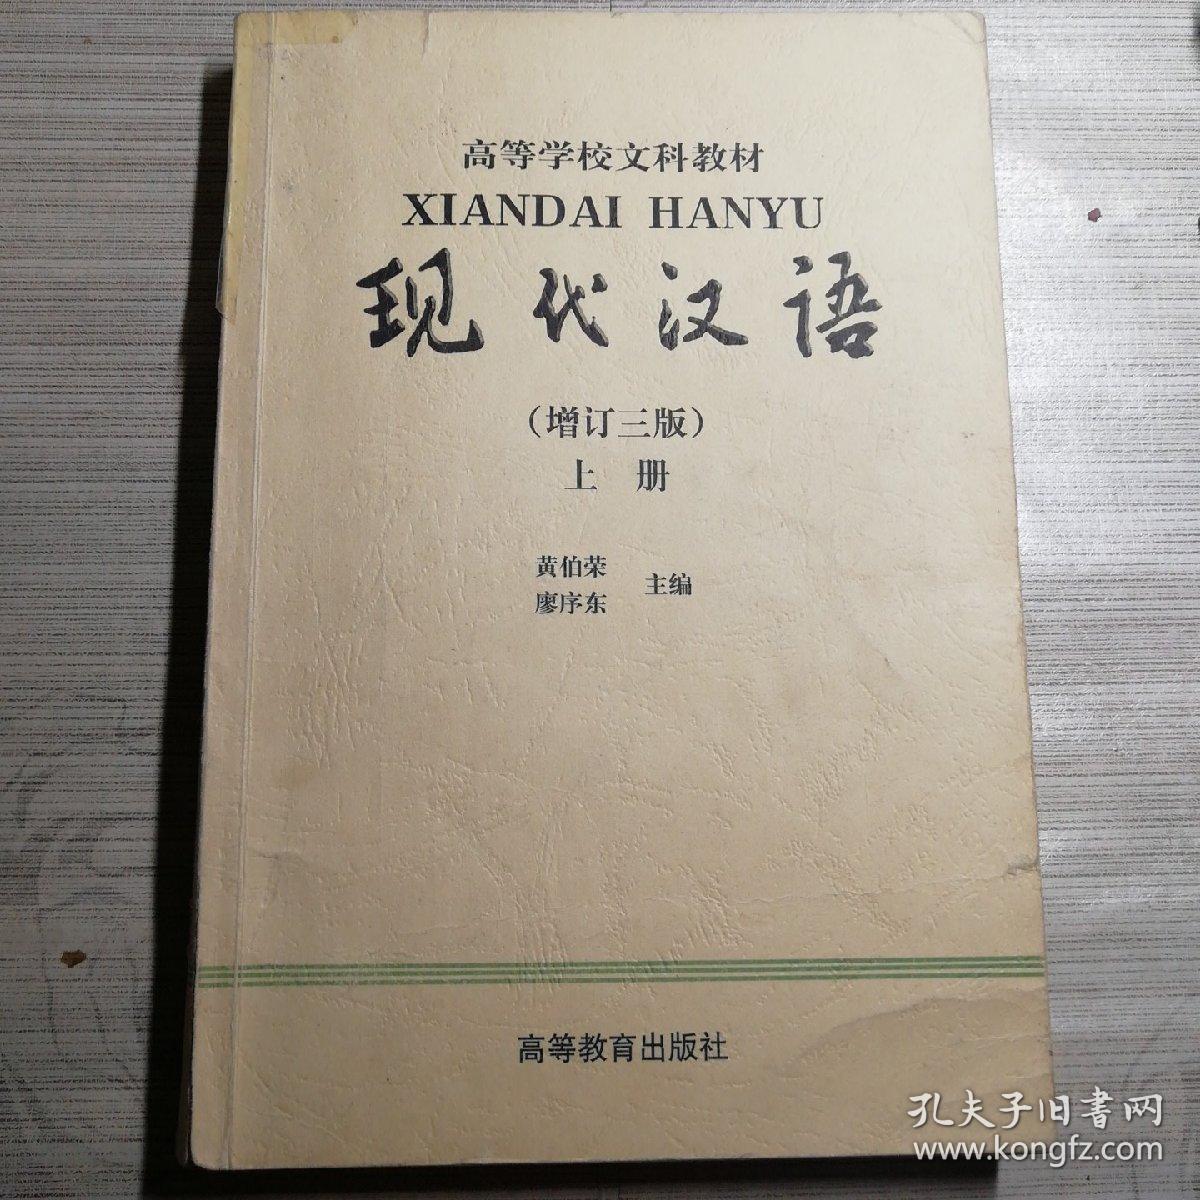 高等学校文科教材
XIANDAI HANYU
现代汉语
（增订三版）
上册
黄伯荣
廖序东
主编
高等教育出版社
孔夫子旧书网
www.kongfz.com